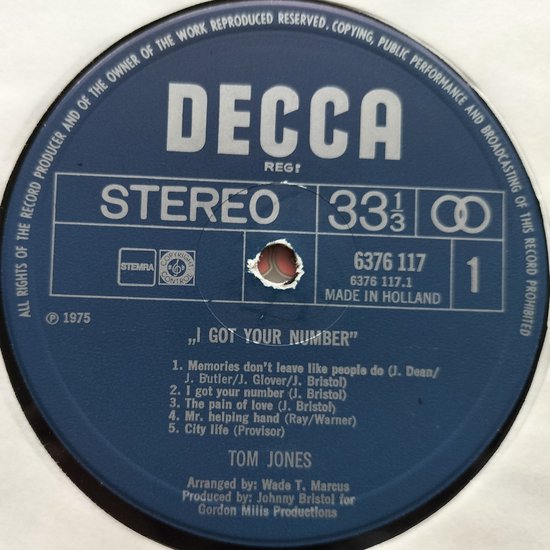 ALL RIGHTS OF THE RECORD PRODUCER AND OF THE OWNER OF THE WORK REPRODUCED RESERVED, COPYING, PUBLIC PERFORMANCE AND BROADCASTING OF THIS RECORD PROHIBITED
DECCA
REG!
STEREO 33⅓
STEMRA COPYRIGHT CONTROL
6376 117
6376 117.1
MADE IN HOLLAND
1
℗ 1975
„I GOT YOUR NUMBER”
1. Memories don't leave like people do (J. Dean/
J. Butler/J. Glover/J. Bristol)
2. I got your number (J. Bristol)
3. The pain of love (J. Bristol)
4. Mr. helping hand (Ray/Warner)
5. City life (Provisor)
TOM JONES
Arranged by: Wade T. Marcus
Produced by: Johnny Bristol for
Gordon Mills Productions